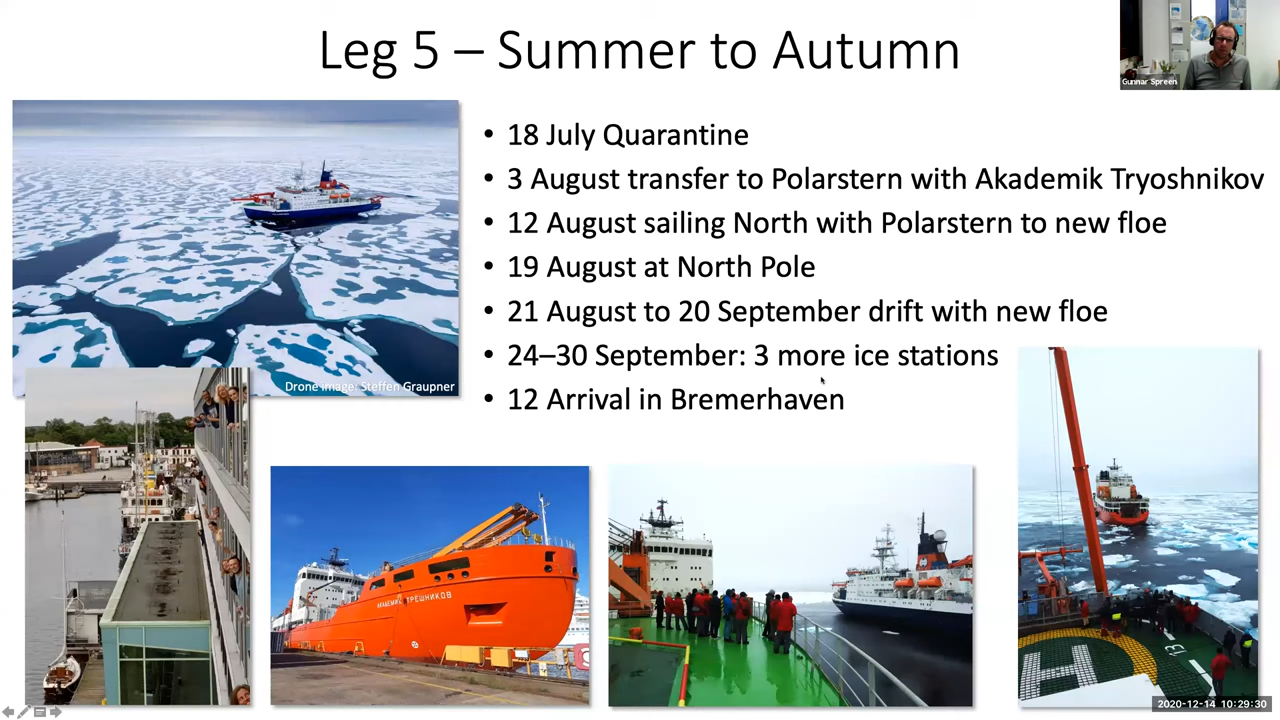 Leg 5 – Summer to Autumn
Gunnar Spreen
• 18 July Quarantine
• 3 August transfer to Polarstern with Akademik Tryoshnikov
• 12 August sailing North with Polarstern to new floe
• 19 August at North Pole
• 21 August to 20 September drift with new floe
• 24–30 September: 3 more ice stations
• 12 Arrival in Bremerhaven
Drone image: Steffen Graupner
АКАДЕМИК ТРЁШНИКОВ
H
13
2020-12-14 10:29:30